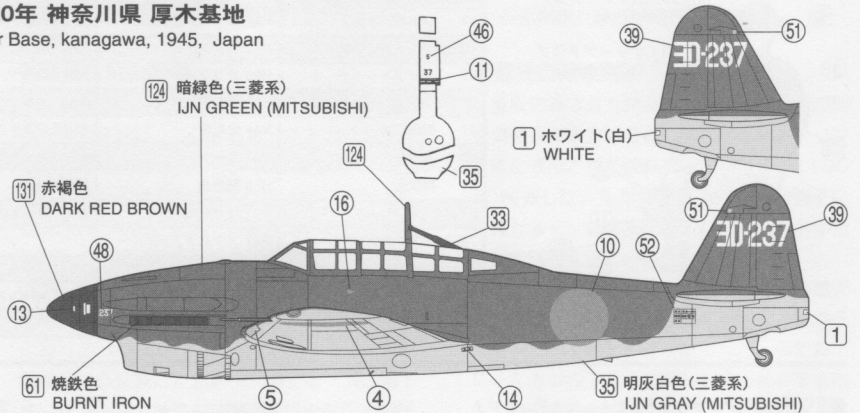 0年 神奈川県 厚木基地
r Base, kanagawa, 1945, Japan
124 暗緑色(三菱系)
IJN GREEN (MITSUBISHI)
131 赤褐色
DARK RED BROWN
46
S
37
11
35
39
51
ヨD-237
1 ホワイト(白)
WHITE
124
33
16
48
13
237
10
52
51
39
ヨD-237
1
61 焼鉄色
BURNT IRON
5
4
14
35 明灰白色(三菱系)
IJN GRAY (MITSUBISHI)